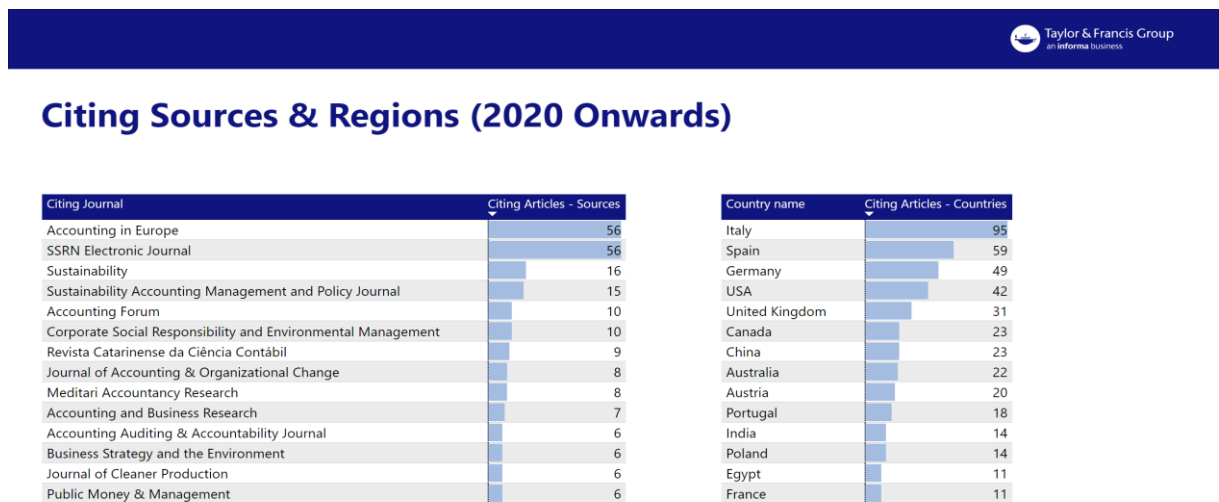 Taylor & Francis Group
an informa business
Citing Sources & Regions (2020 Onwards)
Citing Journal Citing Articles - Sources
Accounting in Europe 56
SSRN Electronic Journal 56
Sustainability 16
Sustainability Accounting Management and Policy Journal 15
Accounting Forum 10
Corporate Social Responsibility and Environmental Management 10
Revista Catarinense da Ciência Contábil 9
Journal of Accounting & Organizational Change 8
Meditari Accountancy Research 8
Accounting and Business Research 7
Accounting Auditing & Accountability Journal 6
Business Strategy and the Environment 6
Journal of Cleaner Production 6
Public Money & Management 6
Country name Citing Articles - Countries
Italy 95
Spain 59
Germany 49
USA 42
United Kingdom 31
Canada 23
China 23
Australia 22
Austria 20
Portugal 18
India 14
Poland 14
Egypt 11
France 11